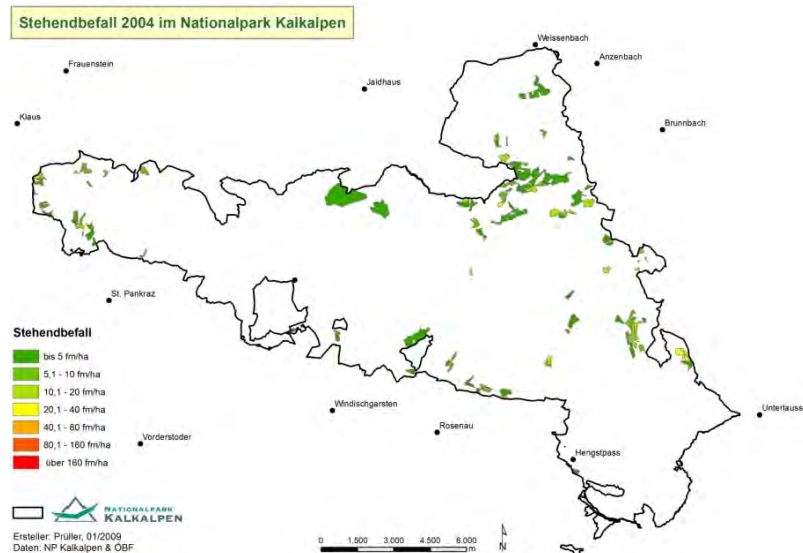 Stehendbefall 2004 im Nationalpark Kalkalpen
Weissenbach
Frauenstein
Anzenbach
Jaidhaus
Klaus
Brunnbach
St. Pankraz
Stehendbefall
bis 5 fm/ha
5,1 - 10 fm/ha
10,1 - 20 fm/ha
20,1 - 40 fm/ha
40,1 - 80 fm/ha
80,1 - 160 fm/ha
über 160 fm/ha
Windischgarsten
Unterlauss
Rosenau
Vorderstoder
Hengstpass
NATIONALPARK
KALKALPEN
Ersteller: Prüller, 01/2009
Daten: NP Kalkalpen & ÖBF
0 1.500 3.000 4.500 6.000
m
N